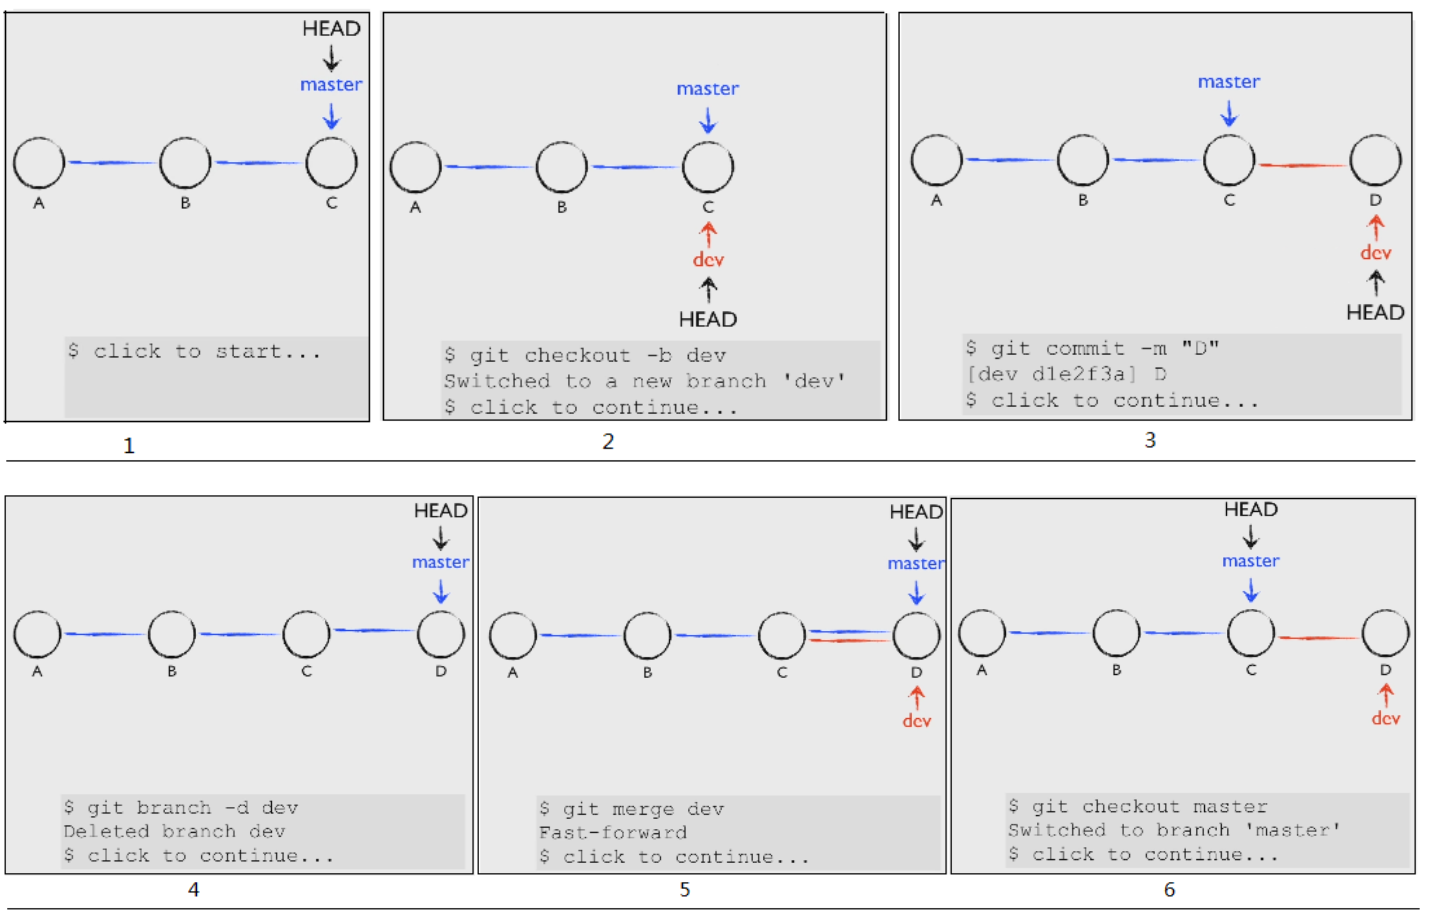 HEAD
master
A B C
$ click to start...
1
master
A B C
dev
HEAD
$ git checkout -b dev
Switched to a new branch 'dev'
$ click to continue...
2
master
A B C D
dev
HEAD
$ git commit -m "D"
[dev d1e2f3a] D
$ click to continue...
3
HEAD
master
A B C D
$ git branch -d dev
Deleted branch dev
$ click to continue...
4
HEAD
master
A B C D
dev
$ git merge dev
Fast-forward
$ click to continue...
5
HEAD
master
A B C D
dev
$ git checkout master
Switched to branch 'master'
$ click to continue...
6